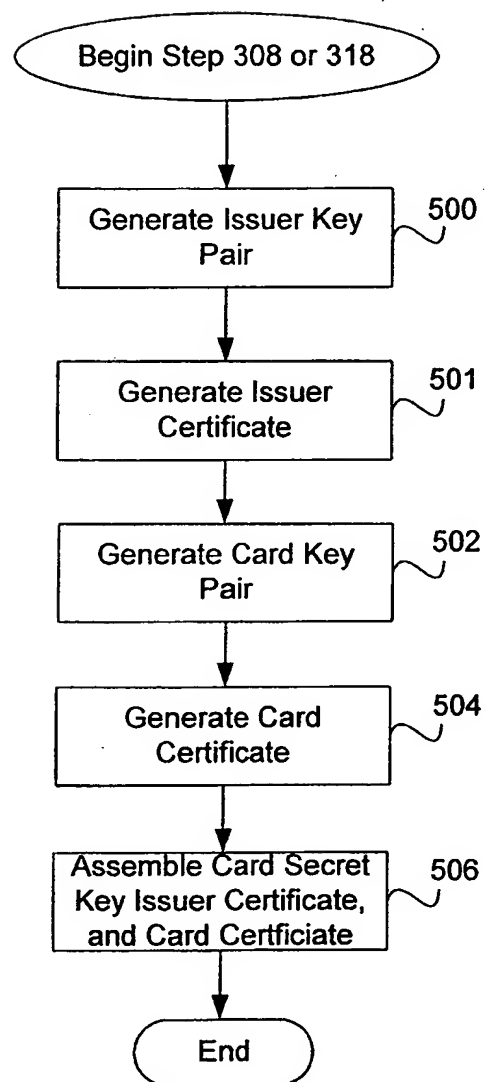 Begin Step 308 or 318
Generate Issuer Key
Pair
500
Generate Issuer
Certificate
501
Generate Card Key
Pair
502
Generate Card
Certificate
504
Assemble Card Secret
Key Issuer Certificate,
and Card Certficiate
506
End